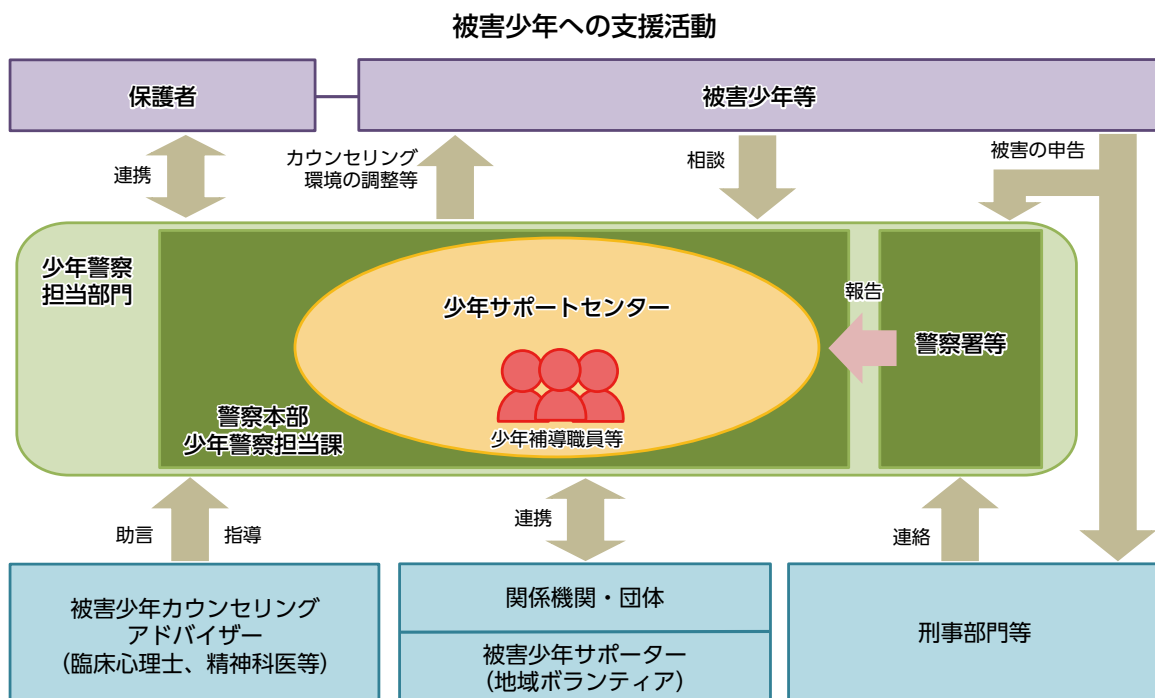 被害少年への支援活動
保護者
被害少年等
連携
カウンセリング
環境の調整等
相談
被害の申告
少年警察
担当部門
少年サポートセンター
報告
警察署等
警察本部
少年警察担当課
少年補導職員等
助言
指導
連携
連絡
被害少年カウンセリング
アドバイザー
（臨床心理士、精神科医等）
関係機関・団体
被害少年サポーター
（地域ボランティア）
刑事部門等